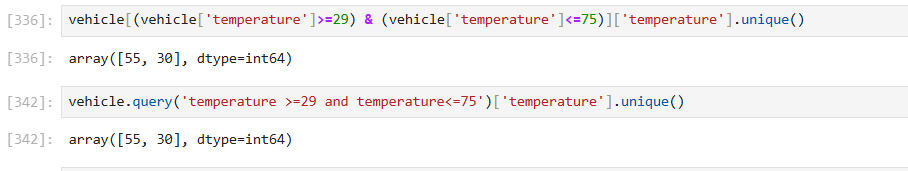 [336]: vehicle[(vehicle['temperature']>=29) & (vehicle['temperature']<=75)]['temperature'].unique()
[336]: array([55, 30], dtype=int64)
[342]: vehicle.query('temperature >=29 and temperature<=75')['temperature'].unique()
[342]: array([55, 30], dtype=int64)